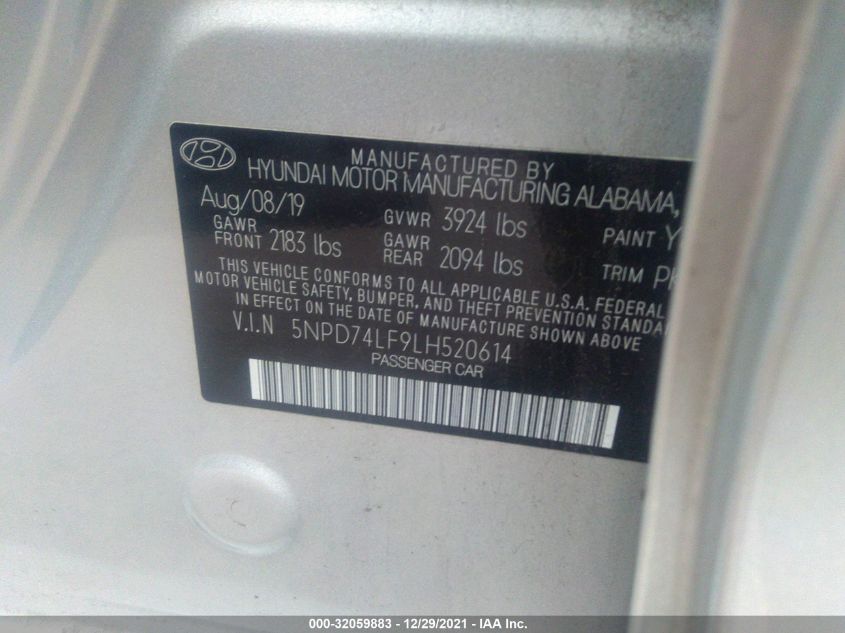 MANUFACTURED BY
HYUNDAI MOTOR MANUFACTURING ALABAMA,
Aug/08/19 GVWR 3924 lbs PAINT Y
GAWR FRONT 2183 lbs GAWR REAR 2094 lbs TRIM PK
THIS VEHICLE CONFORMS TO ALL APPLICABLE U.S.A. FEDERAL
MOTOR VEHICLE SAFETY, BUMPER, AND THEFT PREVENTION STANDA
IN EFFECT ON THE DATE OF MANUFACTURE SHOWN ABOVE
V.I.N 5NPD74LF9LH520614
PASSENGER CAR
000-32059883 - 12/29/2021 - IAA Inc.